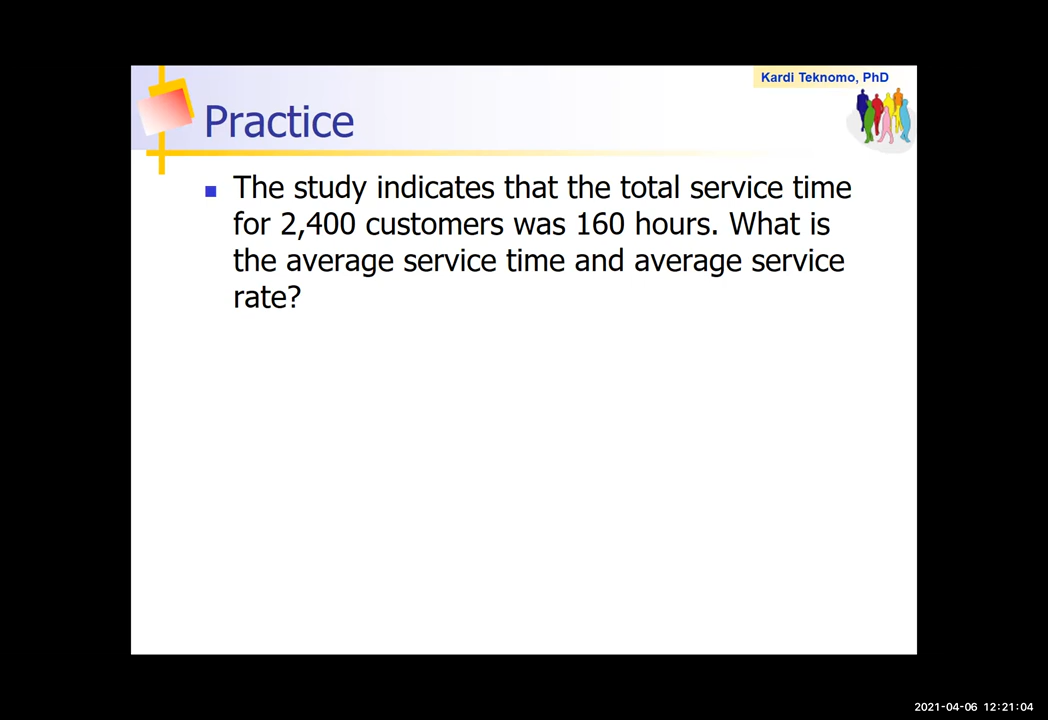 Kardi Teknomo, PhD
Practice
The study indicates that the total service time
for 2,400 customers was 160 hours. What is
the average service time and average service
rate?
2021-04-06 12:21:04